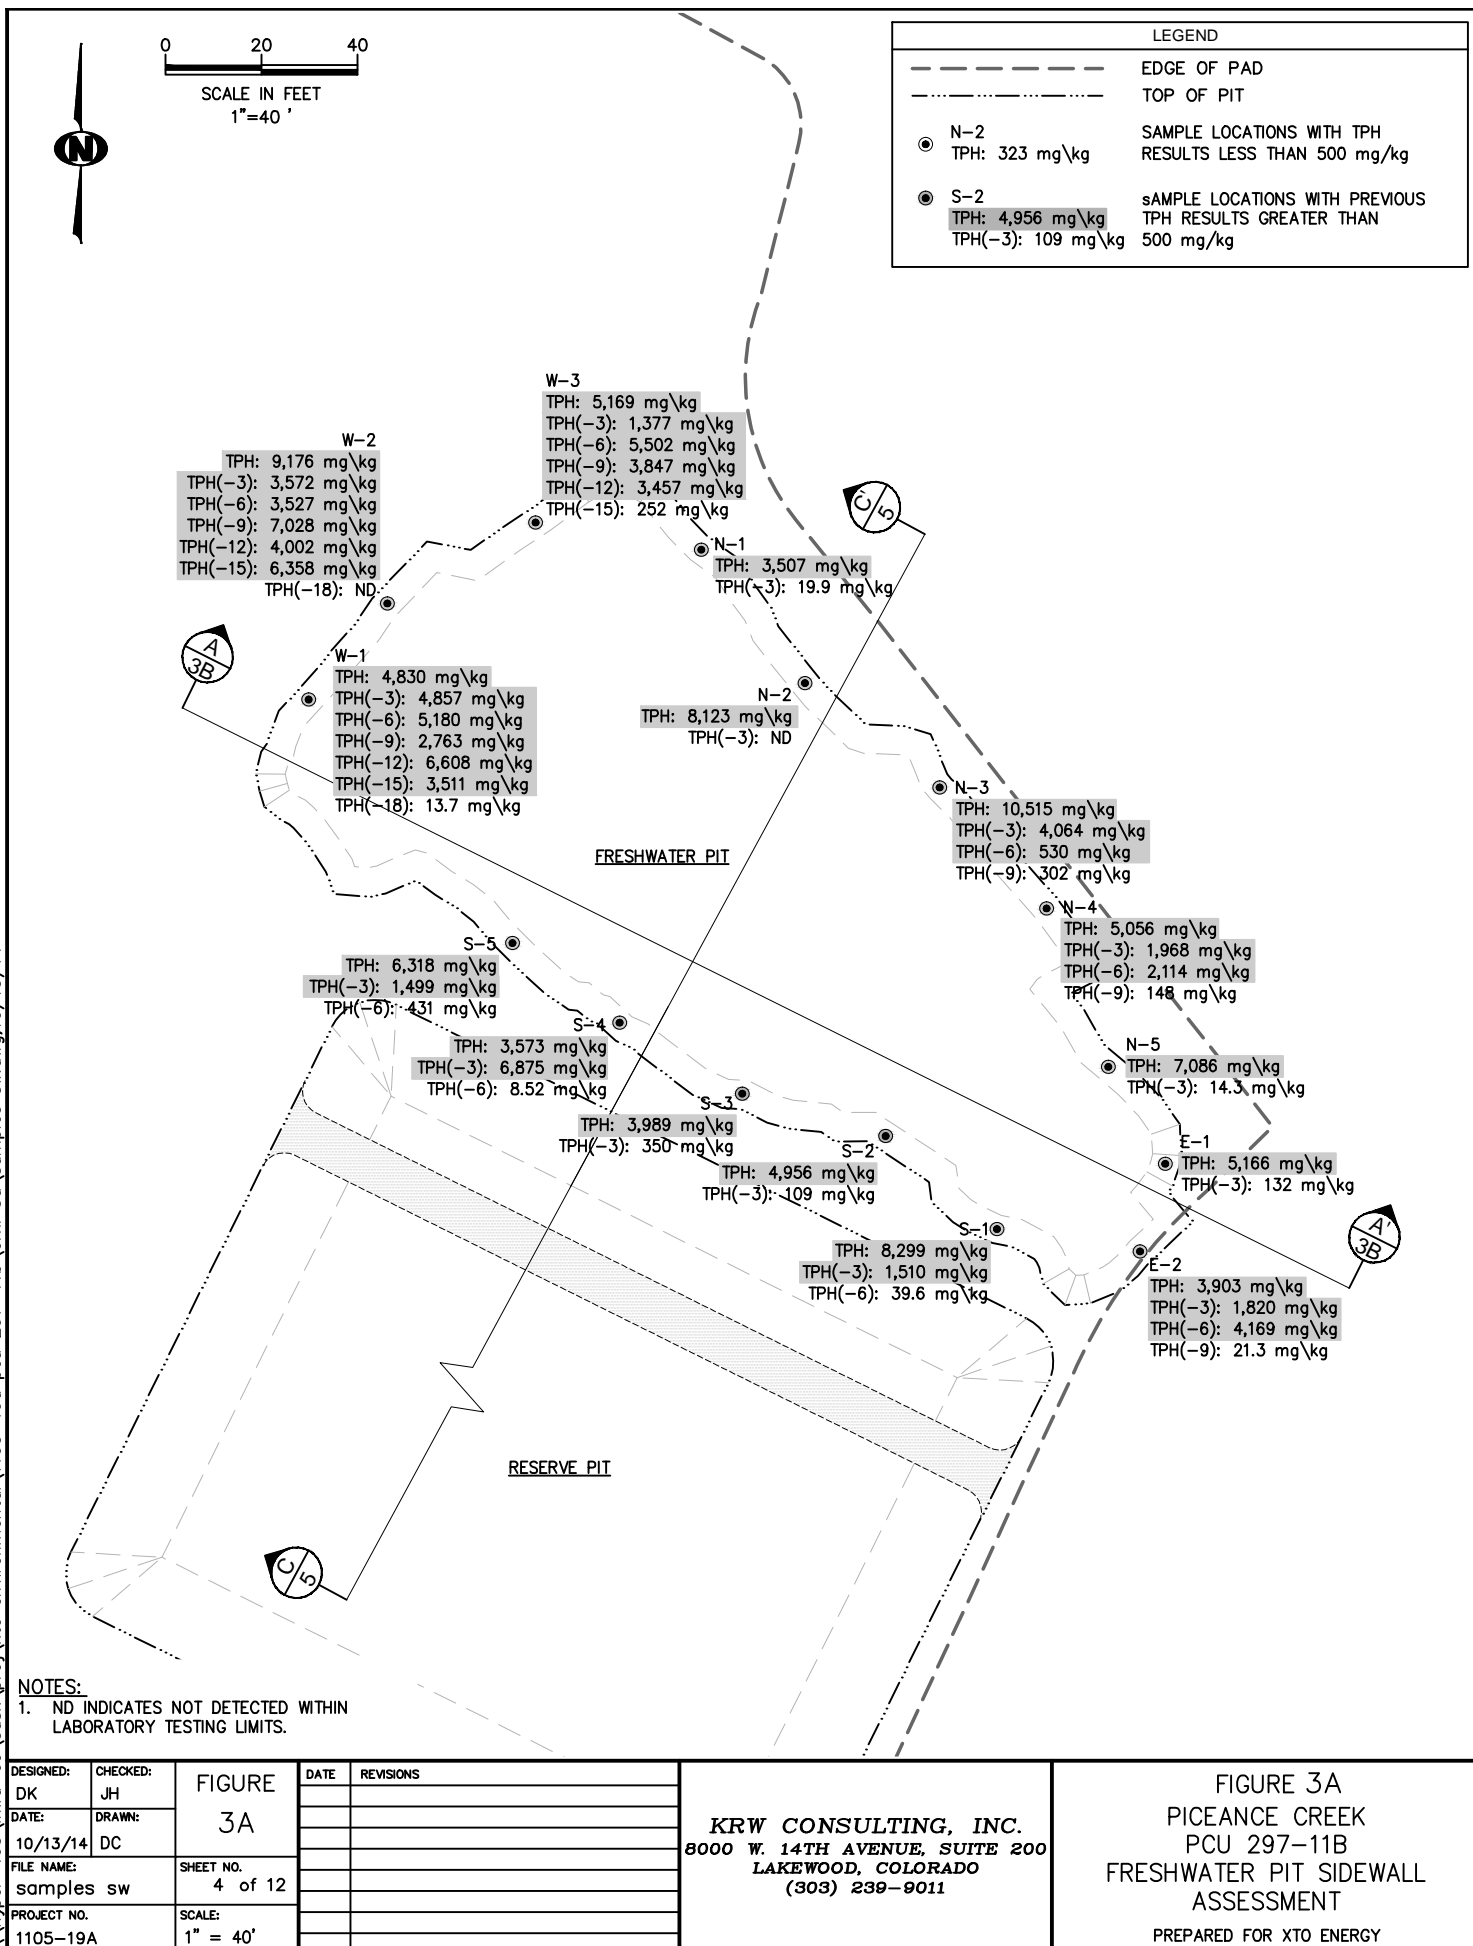 0 20 40
SCALE IN FEET
1"=40 '
N
LEGEND
EDGE OF PAD
TOP OF PIT
N-2
TPH: 323 mg\kg
SAMPLE LOCATIONS WITH TPH
RESULTS LESS THAN 500 mg/kg
S-2
TPH: 4,956 mg\kg
TPH(-3): 109 mg\kg
sAMPLE LOCATIONS WITH PREVIOUS
TPH RESULTS GREATER THAN
500 mg/kg
W-3
TPH: 5,169 mg\kg
TPH(-3): 1,377 mg\kg
TPH(-6): 5,502 mg\kg
TPH(-9): 3,847 mg\kg
TPH(-12): 3,457 mg\kg
TPH(-15): 252 mg\kg
W-2
TPH: 9,176 mg\kg
TPH(-3): 3,572 mg\kg
TPH(-6): 3,527 mg\kg
TPH(-9): 7,028 mg\kg
TPH(-12): 4,002 mg\kg
TPH(-15): 6,358 mg\kg
TPH(-18): ND
C'
5
N-1
TPH: 3,507 mg\kg
TPH(-3): 19.9 mg\kg
A
3B
W-1
TPH: 4,830 mg\kg
TPH(-3): 4,857 mg\kg
TPH(-6): 5,180 mg\kg
TPH(-9): 2,763 mg\kg
TPH(-12): 6,608 mg\kg
TPH(-15): 3,511 mg\kg
TPH(-18): 13.7 mg\kg
N-2
TPH: 8,123 mg\kg
TPH(-3): ND
N-3
TPH: 10,515 mg\kg
TPH(-3): 4,064 mg\kg
TPH(-6): 530 mg\kg
TPH(-9): 302 mg\kg
FRESHWATER PIT
N-4
TPH: 5,056 mg\kg
TPH(-3): 1,968 mg\kg
TPH(-6): 2,114 mg\kg
TPH(-9): 148 mg\kg
S-5
TPH: 6,318 mg\kg
TPH(-3): 1,499 mg\kg
TPH(-6): 431 mg\kg
S-4
TPH: 3,573 mg\kg
TPH(-3): 6,875 mg\kg
TPH(-6): 8.52 mg\kg
N-5
TPH: 7,086 mg\kg
TPH(-3): 14.3 mg\kg
S-3
TPH: 3,989 mg\kg
TPH(-3): 350 mg\kg
S-2
TPH: 4,956 mg\kg
TPH(-3): 109 mg\kg
E-1
TPH: 5,166 mg\kg
TPH(-3): 132 mg\kg
S-1
TPH: 8,299 mg\kg
TPH(-3): 1,510 mg\kg
TPH(-6): 39.6 mg\kg
A'
3B
E-2
TPH: 3,903 mg\kg
TPH(-3): 1,820 mg\kg
TPH(-6): 4,169 mg\kg
TPH(-9): 21.3 mg\kg
RESERVE PIT
C
5
NOTES:
1. ND INDICATES NOT DETECTED WITHIN
LABORATORY TESTING LIMITS.
DESIGNED:
DK
CHECKED:
JH
DATE:
10/13/14
DRAWN:
DC
FILE NAME:
samples sw
PROJECT NO.
1105-19A
FIGURE
3A
SHEET NO.
4 of 12
SCALE:
1" = 40'
DATE REVISIONS
KRW CONSULTING, INC.
8000 W. 14TH AVENUE, SUITE 200
LAKEWOOD, COLORADO
(303) 239-9011
FIGURE 3A
PICEANCE CREEK
PCU 297-11B
FRESHWATER PIT SIDEWALL
ASSESSMENT
PREPARED FOR XTO ENERGY